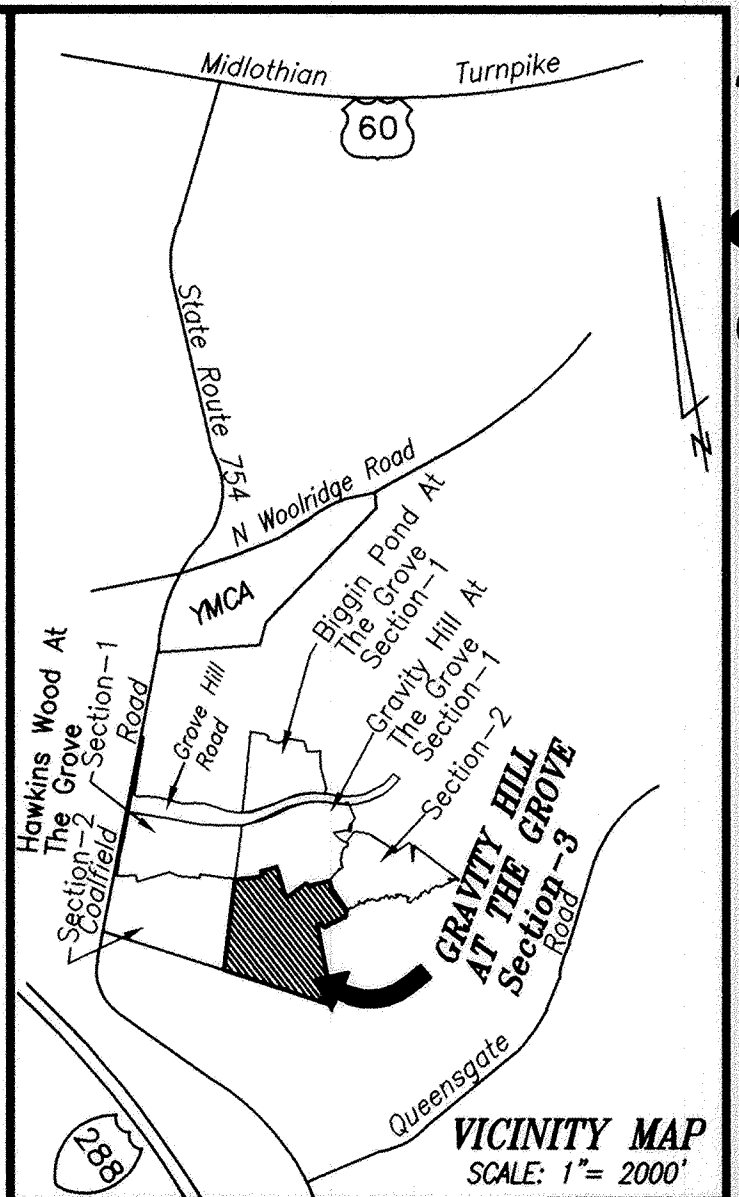 Midlothian Turnpike
60
State Route 754
N Woolridge Road
N
YMCA
Biggin Pond At
The Grove
Section-1
Gravity Hill At
The Grove
Section-1
Section-2
Hawkins Wood At
The Grove
Section-1
Section-2
Coalfield Road
Grove Hill
Road
GRAVITY HILL
AT THE GROVE
Section-3
Queensgate Road
288
VICINITY MAP
SCALE: 1"= 2000'